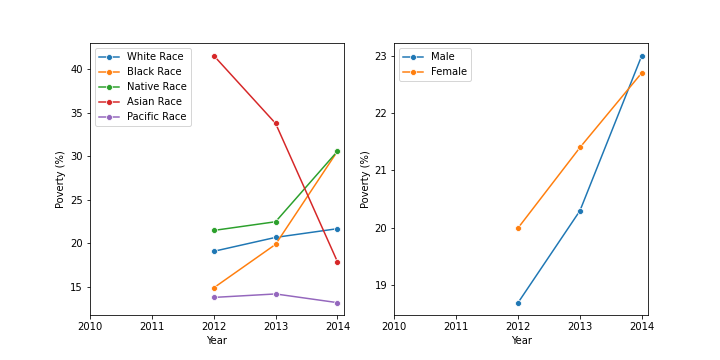 White Race
Black Race
Native Race
Asian Race
Pacific Race
40
35
30
25
20
15
Poverty (%)
2010 2011 2012 2013 2014
Year
Male
Female
23
22
21
20
19
Poverty (%)
2010 2011 2012 2013 2014
Year